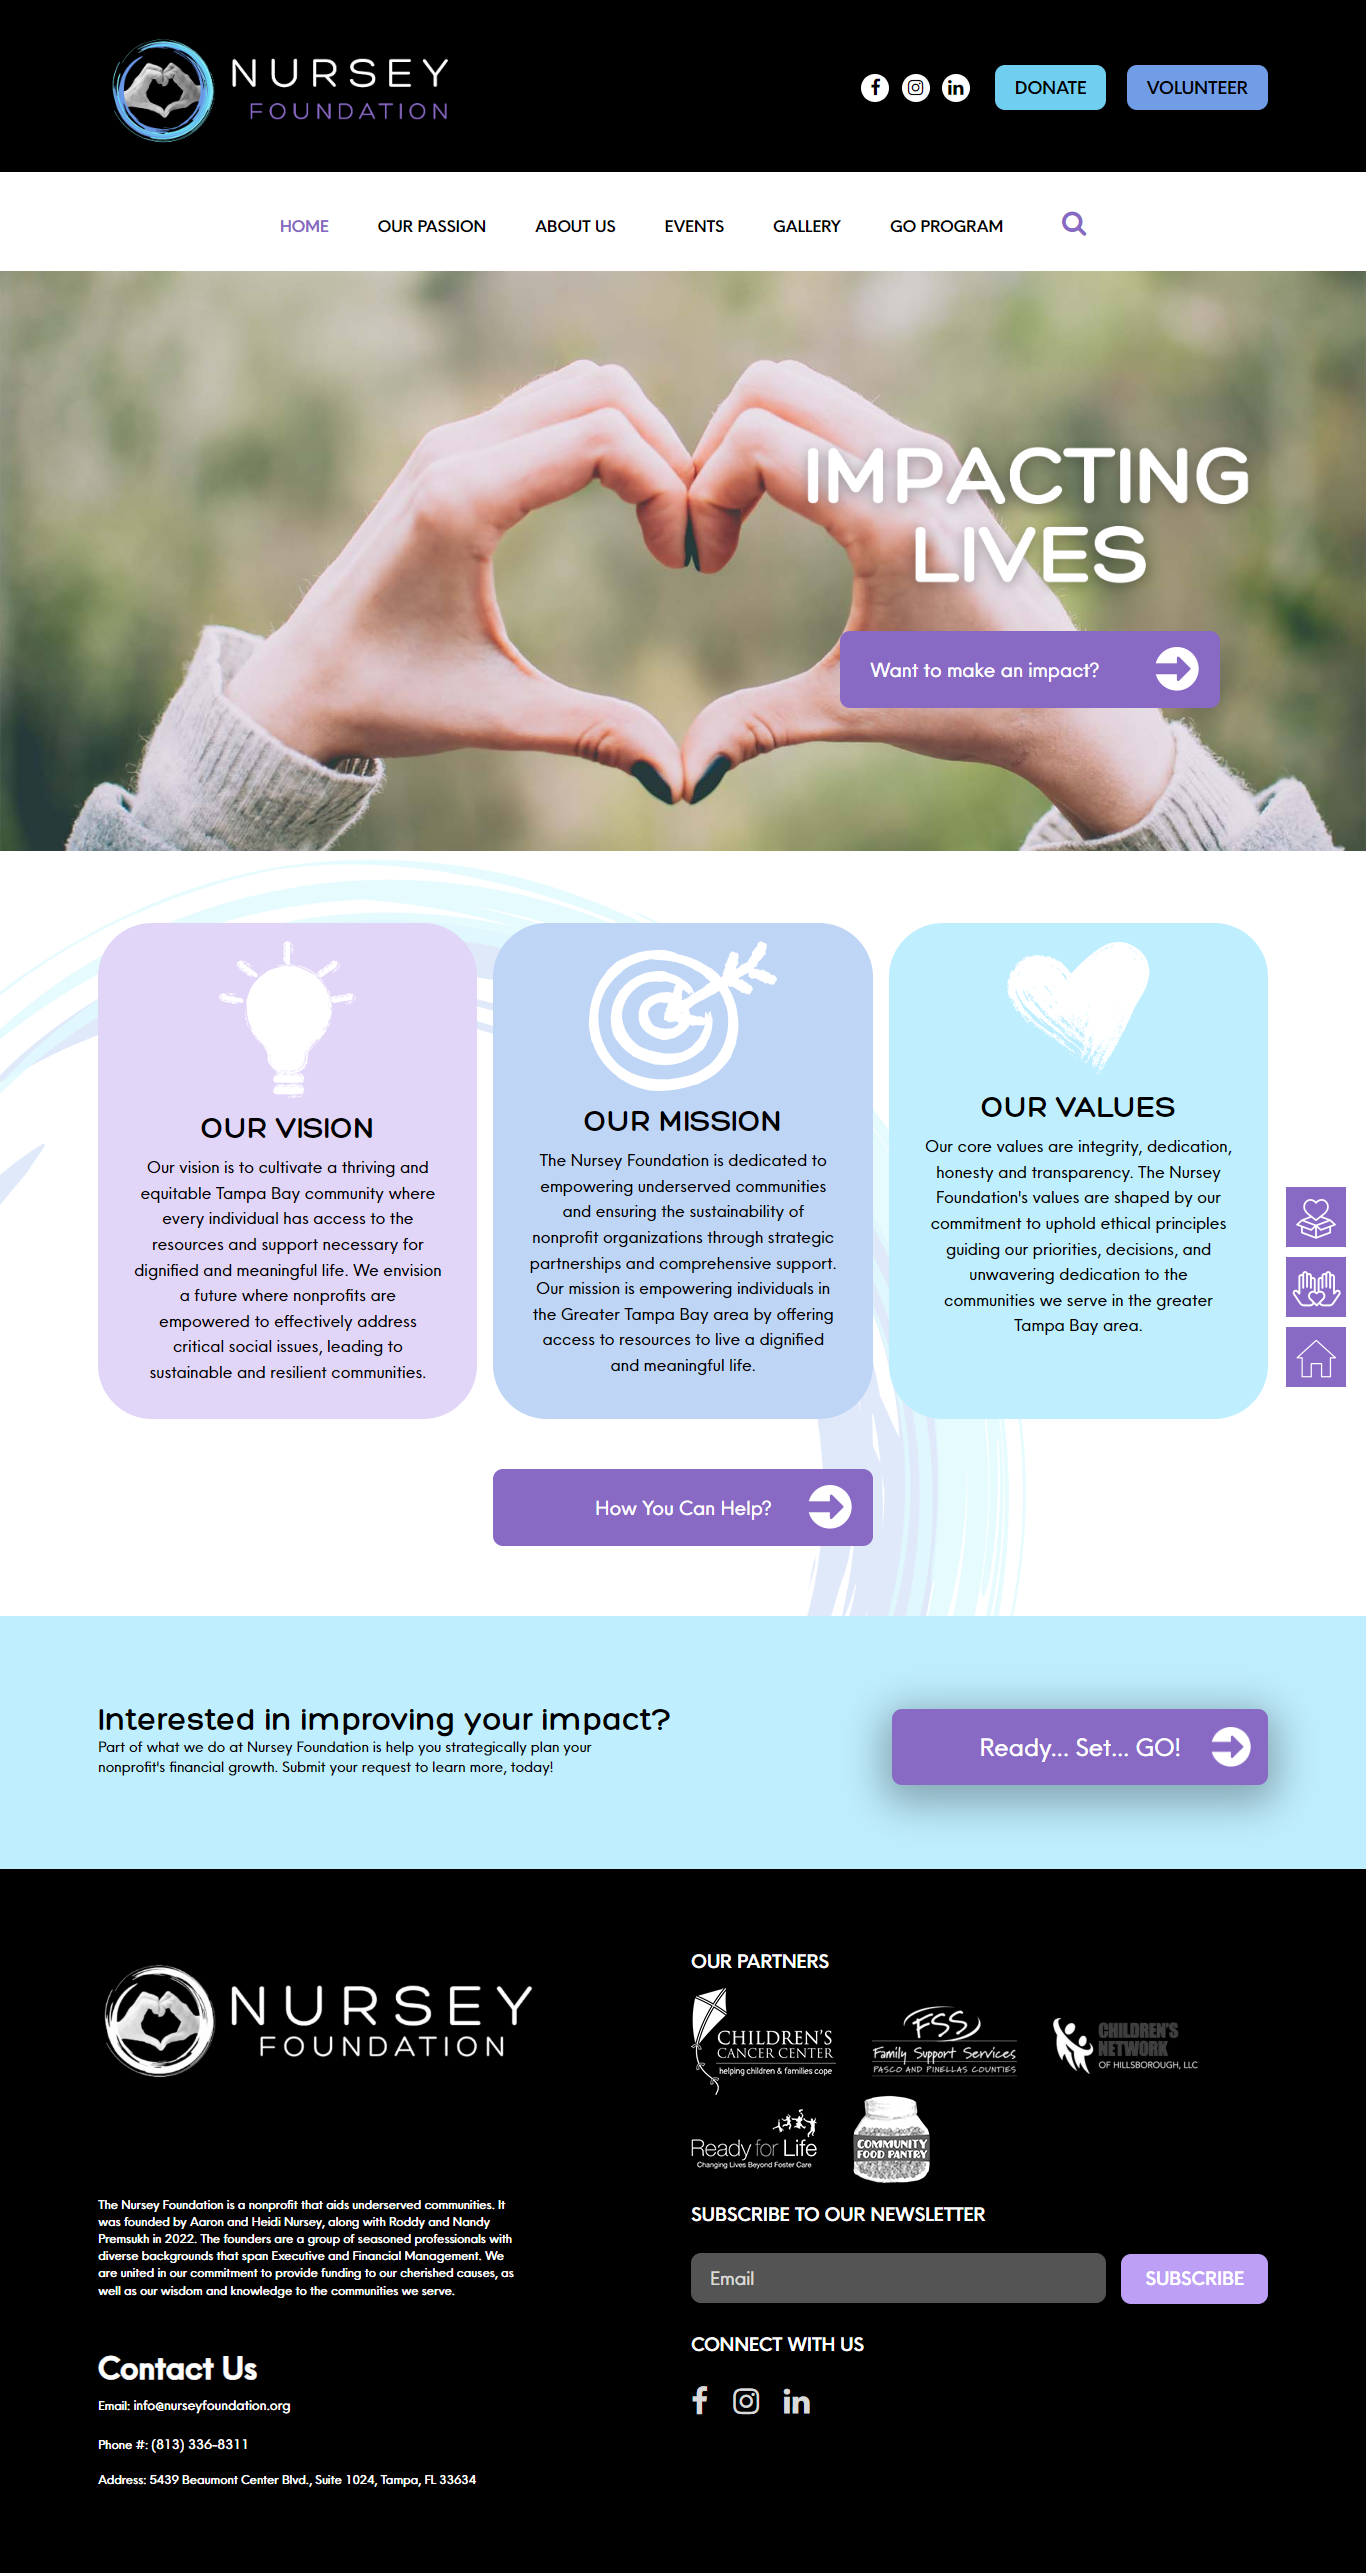 NURSEY
FOUNDATION
DONATE
VOLUNTEER
HOME
OUR PASSION
ABOUT US
EVENTS
GALLERY
GO PROGRAM
IMPACTING
LIVES
Want to make an impact?
OUR VISION
Our vision is to cultivate a thriving and
equitable Tampa Bay community where
every individual has access to the
resources and support necessary for
dignified and meaningful life. We envision
a future where nonprofits are
empowered to effectively address
critical social issues, leading to
sustainable and resilient communities.
OUR MISSION
The Nursey Foundation is dedicated to
empowering underserved communities
and ensuring the sustainability of
nonprofit organizations through strategic
partnerships and comprehensive support.
Our mission is empowering individuals in
the Greater Tampa Bay area by offering
access to resources to live a dignified
and meaningful life.
OUR VALUES
Our core values are integrity, dedication,
honesty and transparency. The Nursey
Foundation's values are shaped by our
commitment to uphold ethical principles
guiding our priorities, decisions, and
unwavering dedication to the
communities we serve in the greater
Tampa Bay area.
How You Can Help?
Interested in improving your impact?
Part of what we do at Nursey Foundation is help you strategically plan your
nonprofit's financial growth. Submit your request to learn more, today!
Ready... Set... GO!
NURSEY
FOUNDATION
The Nursey Foundation is a nonprofit that aids underserved communities. It
was founded by Aaron and Heidi Nursey, along with Roddy and Nandy
Premsukh in 2022. The founders are a group of seasoned professionals with
diverse backgrounds that span Executive and Financial Management. We
are united in our commitment to provide funding to our cherished causes, as
well as our wisdom and knowledge to the communities we serve.
Contact Us
Email: info@nurseyfoundation.org
Phone #: (813) 336-8311
Address: 5439 Beaumont Center Blvd., Suite 1024, Tampa, FL 33634
OUR PARTNERS
CHILDREN'S
CANCER CENTER
helping children & families cope
FSS
Family Support Services
PASCO AND PINELLAS COUNTIES
CHILDREN'S
NETWORK
OF HILLSBOROUGH, LLC
Ready for Life
Changing Lives Beyond Foster Care
COMMUNITY
FOOD PANTRY
SUBSCRIBE TO OUR NEWSLETTER
Email
SUBSCRIBE
CONNECT WITH US